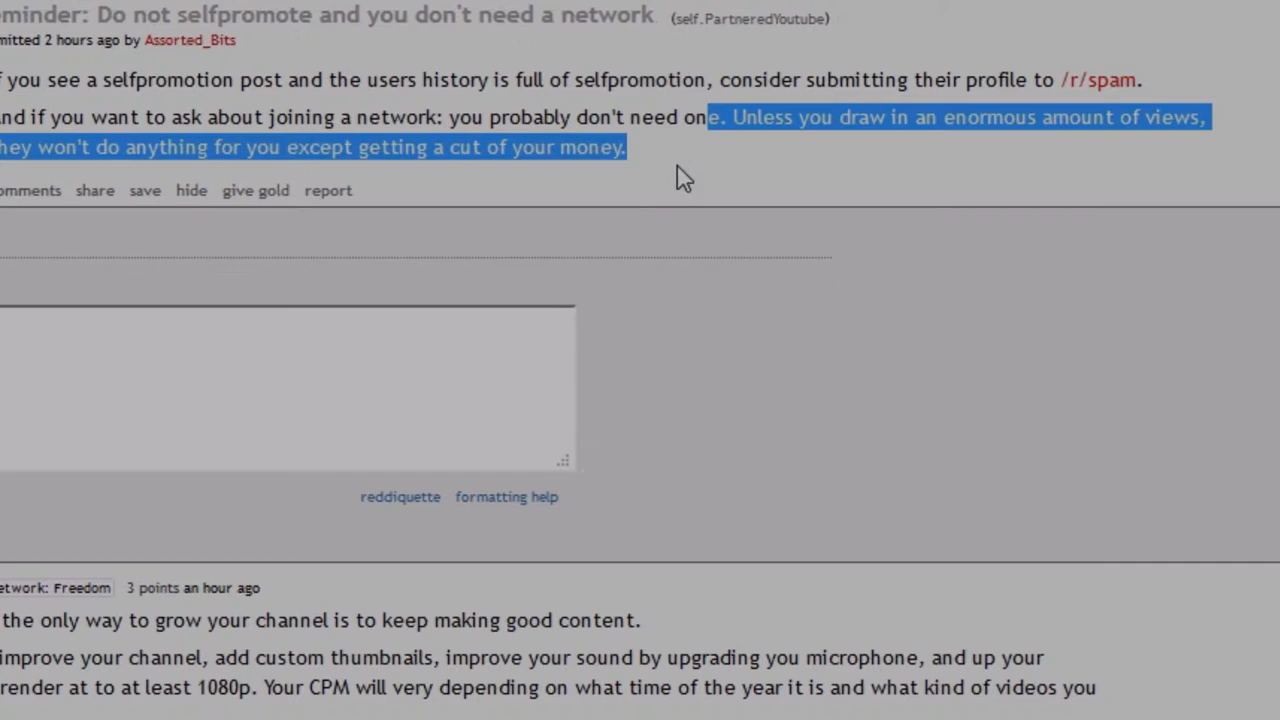 eminder: Do not selfpromote and you don't need a network (self.PartneredYoutube)
mitted 2 hours ago by Assorted_Bits
f you see a selfpromotion post and the users history is full of selfpromotion, consider submitting their profile to /r/spam.
And if you want to ask about joining a network: you probably don't need one. Unless you draw in an enormous amount of views,
hey won't do anything for you except getting a cut of your money.
omments share save hide give gold report
reddiquette formatting help
etwork: Freedom 3 points an hour ago
the only way to grow your channel is to keep making good content.
improve your channel, add custom thumbnails, improve your sound by upgrading you microphone, and up your
render at to at least 1080p. Your CPM will very depending on what time of the year it is and what kind of videos you